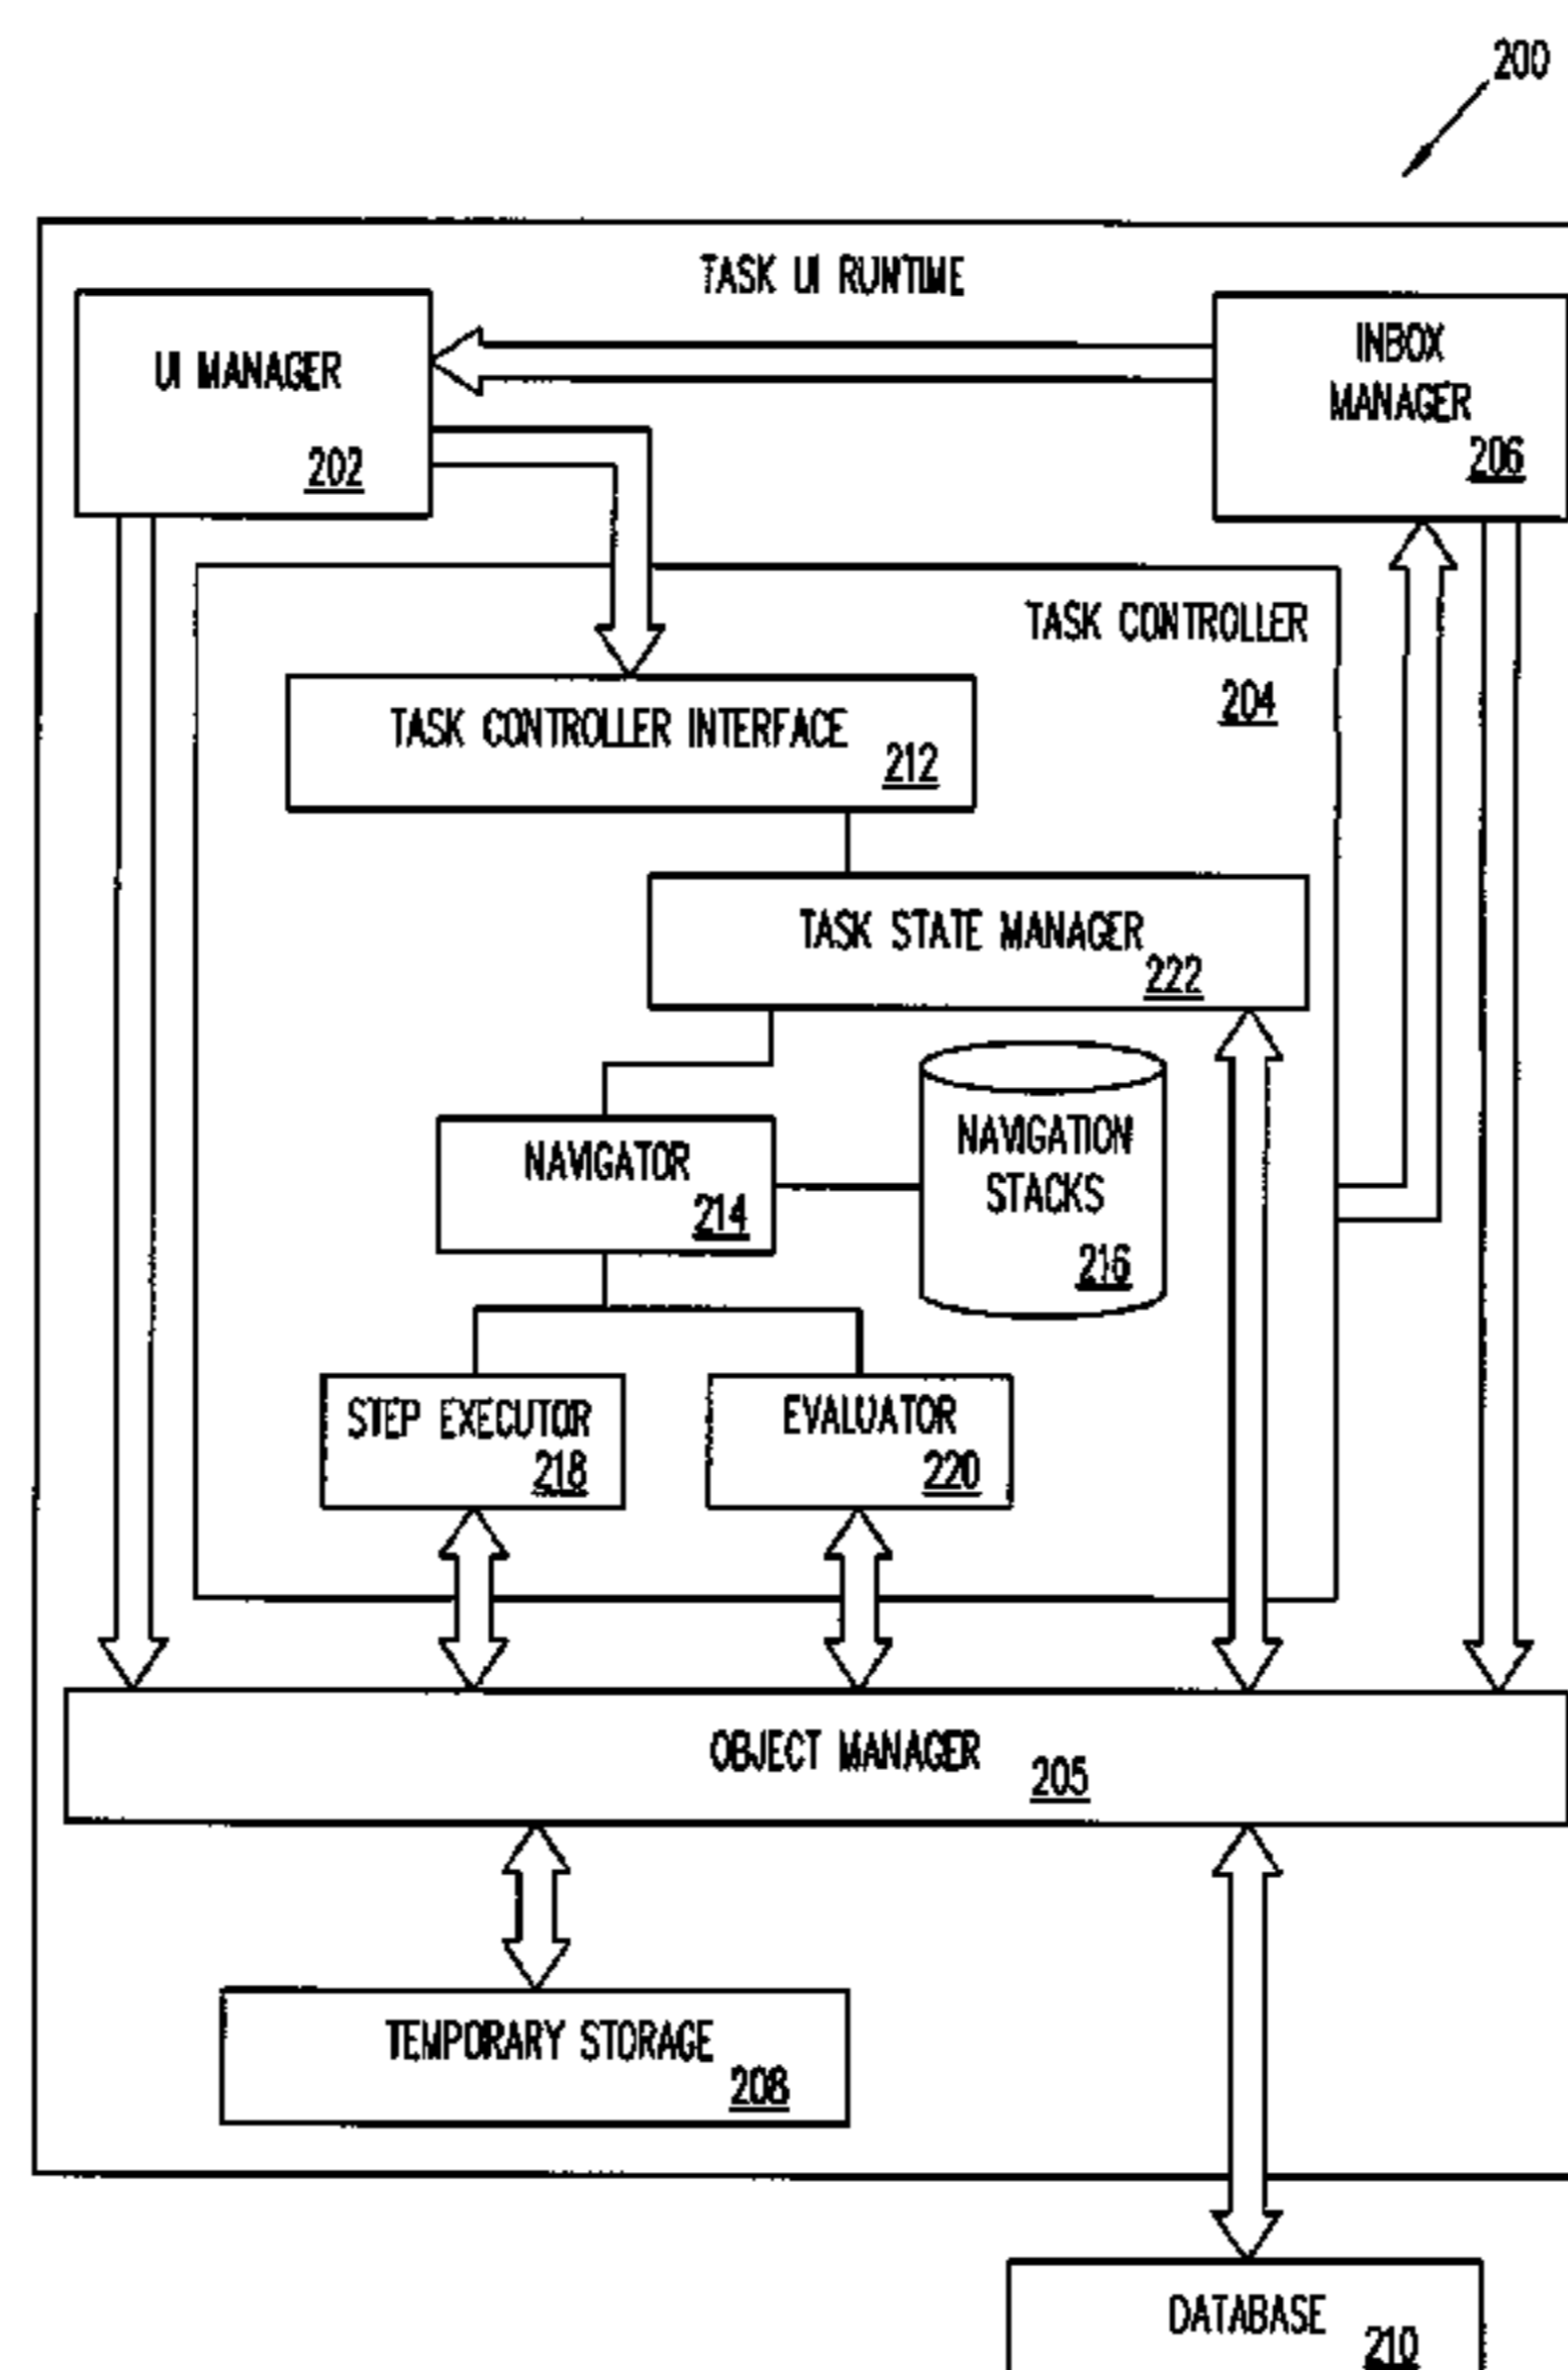 200
TASK UI RUNTIME
UI MANAGER
202
INBOX
MANAGER
206
TASK CONTROLLER
204
TASK CONTROLLER INTERFACE
212
TASK STATE MANAGER
222
NAVIGATOR
214
NAVIGATION
STACKS
216
STEP EXECUTOR
218
EVALUATOR
220
OBJECT MANAGER
205
TEMPORARY STORAGE
208
DATABASE
210